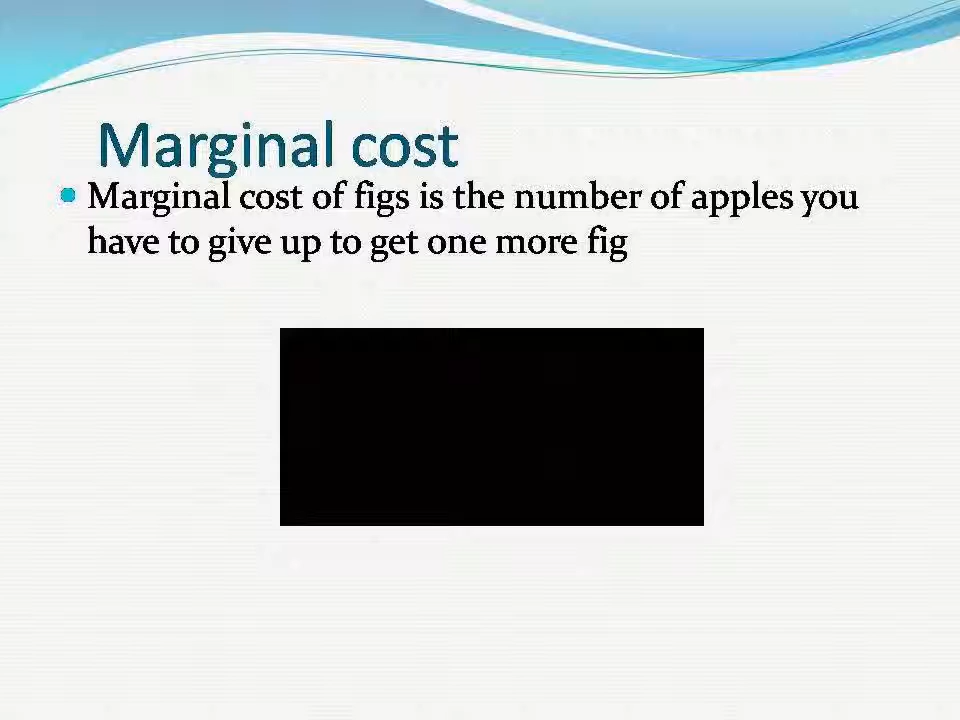 Marginal cost
Marginal cost of figs is the number of apples you
have to give up to get one more fig